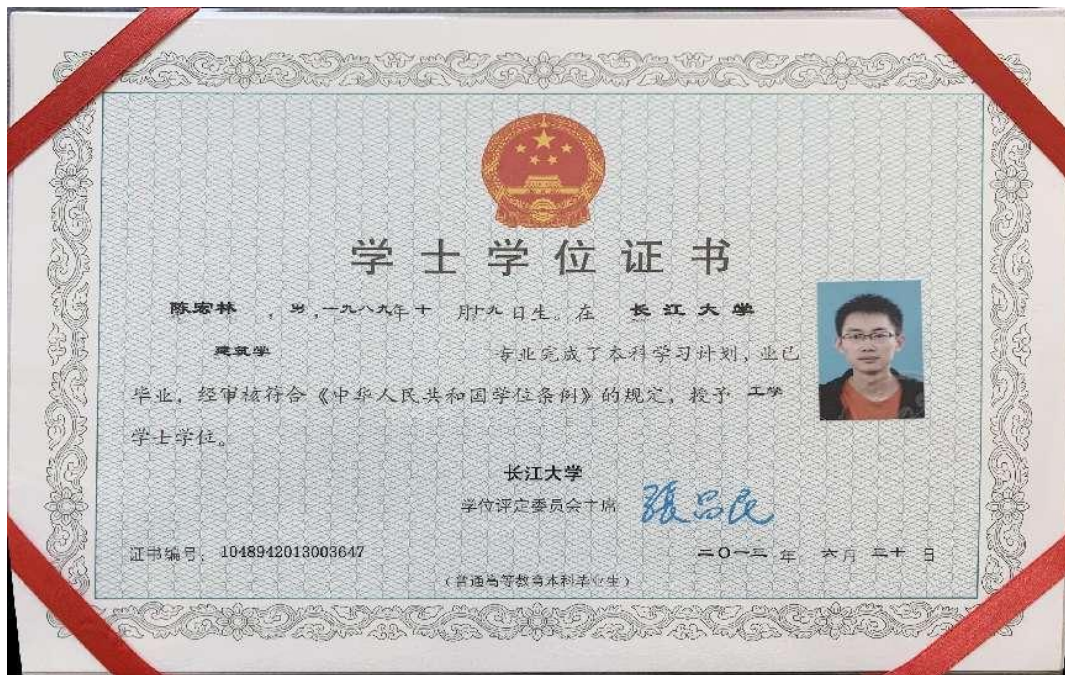 学士学位证书
陈宏林，男，一九八九年十月十九日生。在长江大学
建筑学 专业完成了本科学习计划，业已
毕业，经审核符合《中华人民共和国学位条例》的规定，授予工学
学士学位。
长江大学
学位评定委员会主席 張昌民
证书编号：1048942013003647 二〇一三年六月三十日
（普通高等教育本科毕业生）